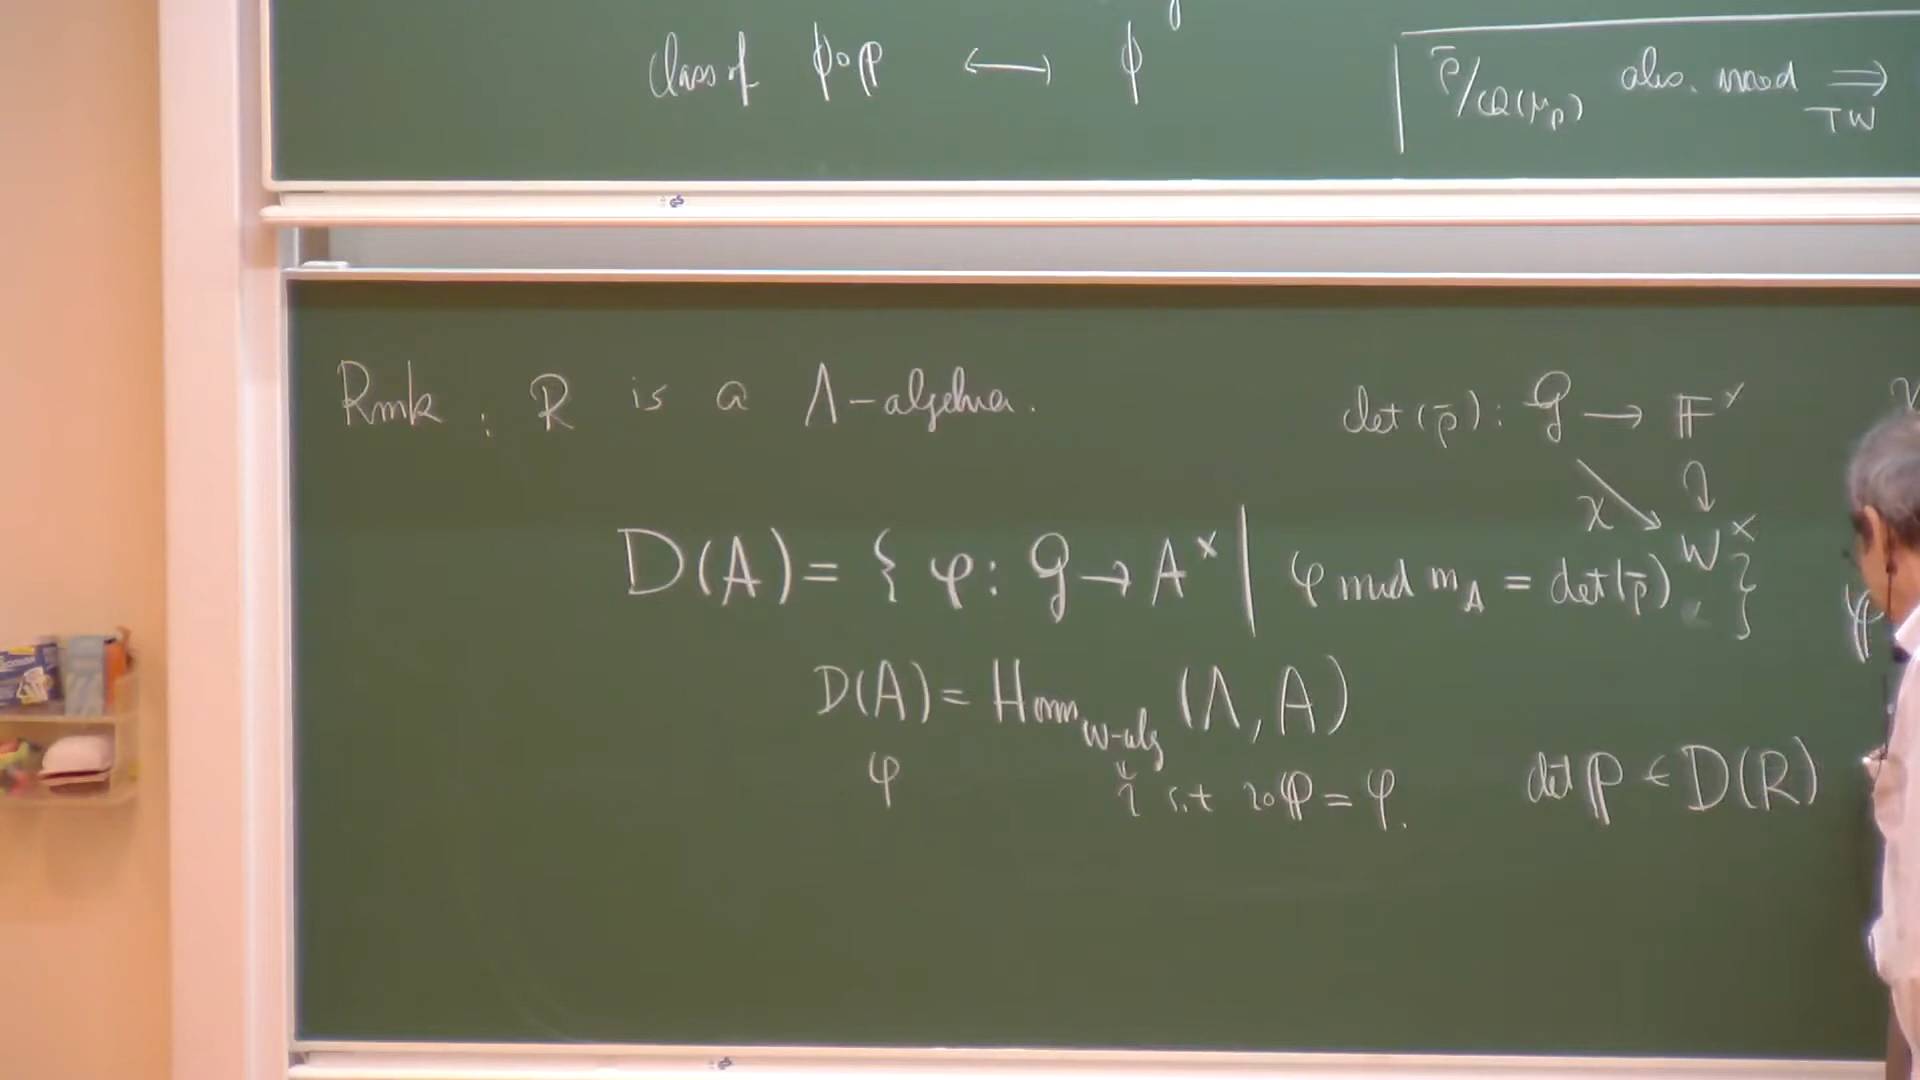 class of φ∘ρ ⟷ φ
ρ̄/ℚ(μ_p) abs. irred ⟹
TW
Rmk : R is a Λ-algebra.
det(ρ̄): G → F^×
χ ↘ W^×
D(A) = { φ: G → A^× | φ mod m_A = det(ρ̄) }
D(A) = Hom_{W-alg} (Λ, A)
φ
s.t ι∘φ = φ.
det ρ ∈ D(R)